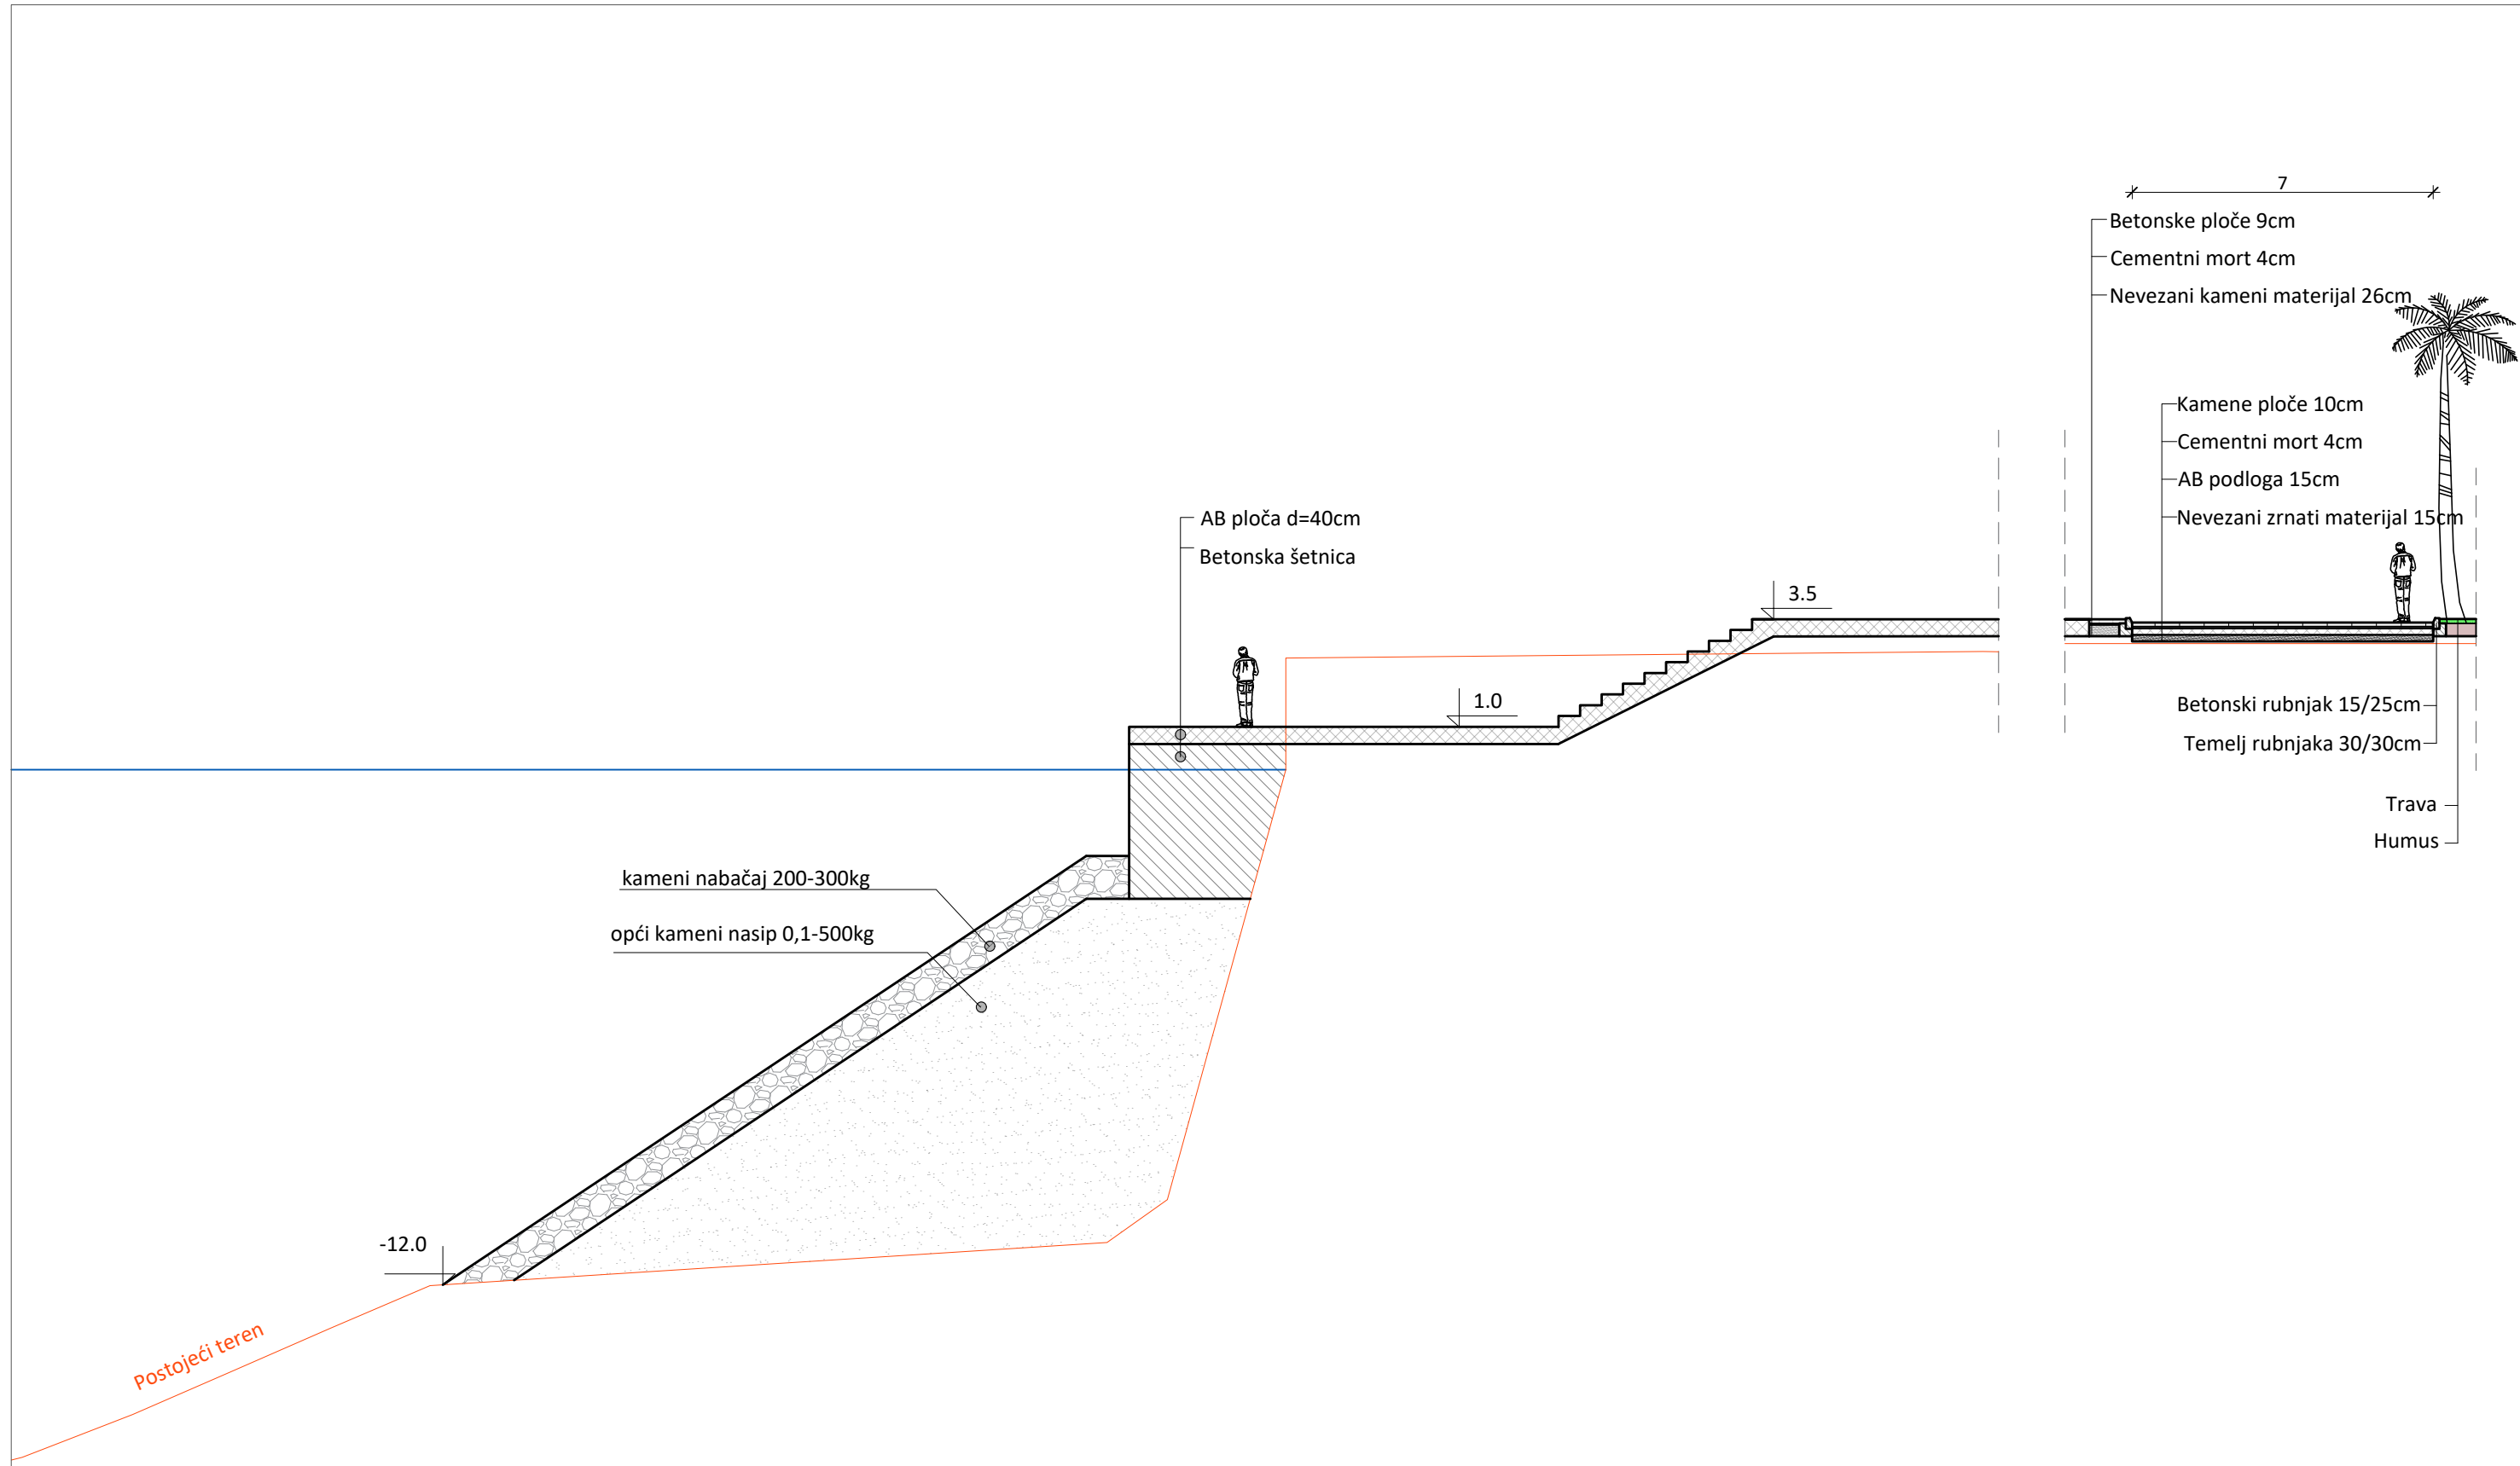 7
Betonske ploče 9cm
Cementni mort 4cm
Nevezani kameni materijal 26cm
Kamene ploče 10cm
Cementni mort 4cm
AB podloga 15cm
Nevezani zrnati materijal 15cm
AB ploča d=40cm
Betonska šetnica
3.5
1.0
Betonski rubnjak 15/25cm
Temelj rubnjaka 30/30cm
Trava
Humus
kameni nabačaj 200-300kg
opći kameni nasip 0,1-500kg
-12.0
Postojeći teren